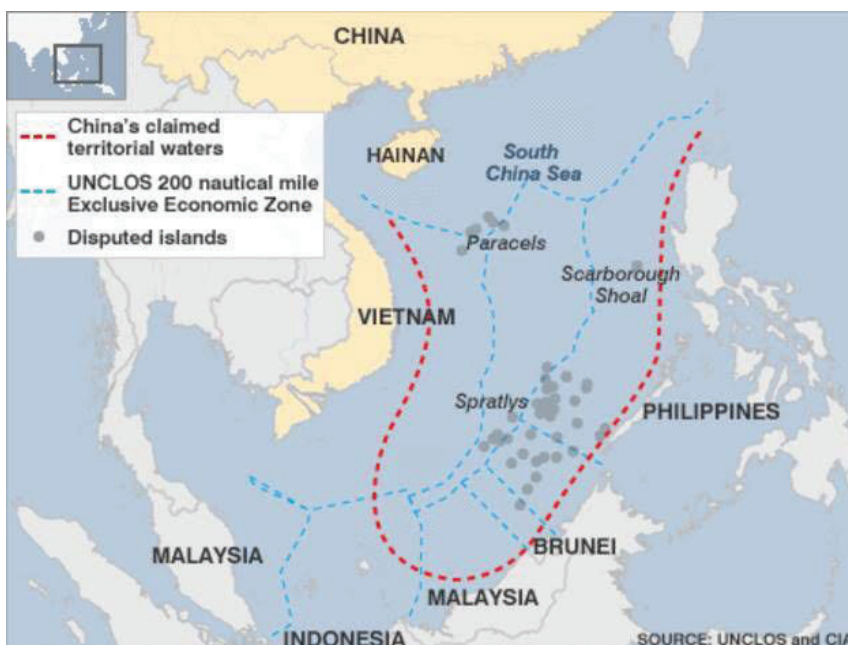 CHINA
China's claimed
territorial waters
UNCLOS 200 nautical mile
Exclusive Economic Zone
Disputed islands
HAINAN
South
China Sea
Paracels
Scarborough
Shoal
VIETNAM
Spratlys
PHILIPPINES
MALAYSIA
BRUNEI
MALAYSIA
INDONESIA
SOURCE: UNCLOS and CIA